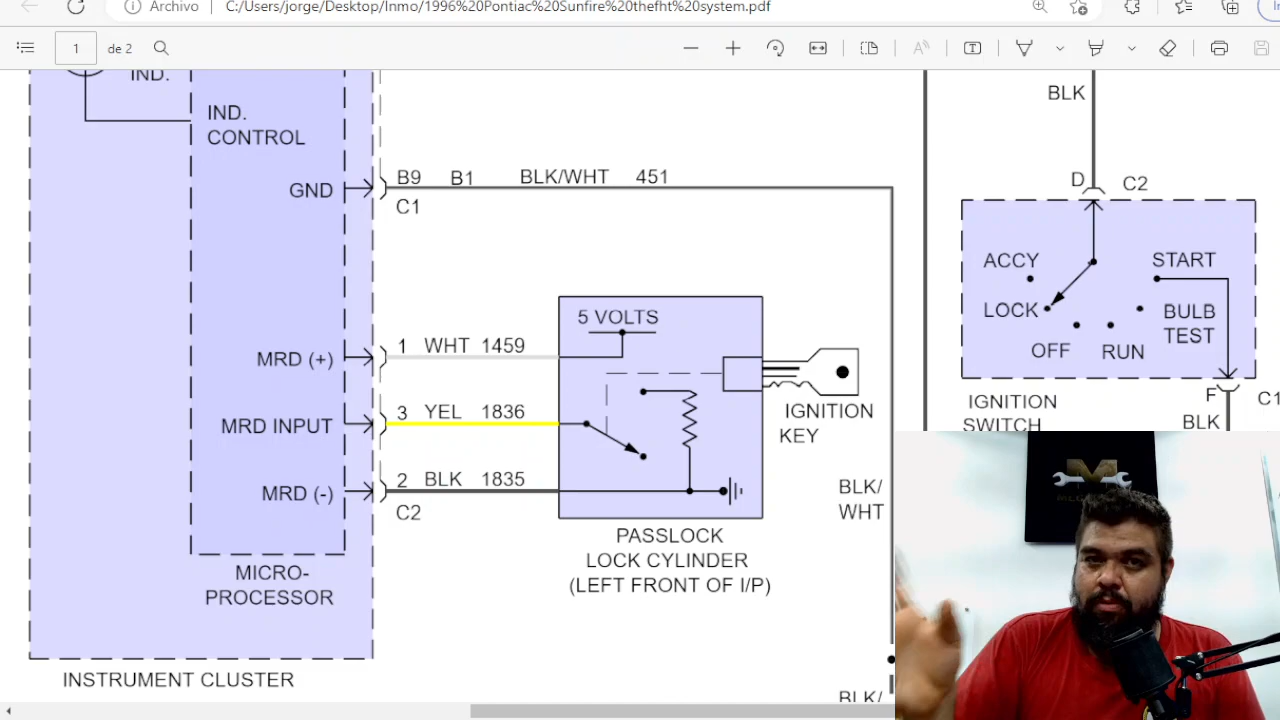 Archivo
C:/Users/jorge/Desktop/Inmo/1996%20Pontiac%20Sunfire%20thefht%20system.pdf
1
de 2
IND.
IND.
CONTROL
GND
B9 B1 BLK/WHT 451
C1
MRD (+)
1 WHT 1459
MRD INPUT
3 YEL 1836
MRD (-)
2 BLK 1835
C2
MICRO-
PROCESSOR
INSTRUMENT CLUSTER
5 VOLTS
PASSLOCK
LOCK CYLINDER
(LEFT FRONT OF I/P)
IGNITION
KEY
BLK/
WHT
BLK/
BLK
D C2
ACCY
START
LOCK
BULB
TEST
OFF
RUN
IGNITION
SWITCH
F C1
BLK
M